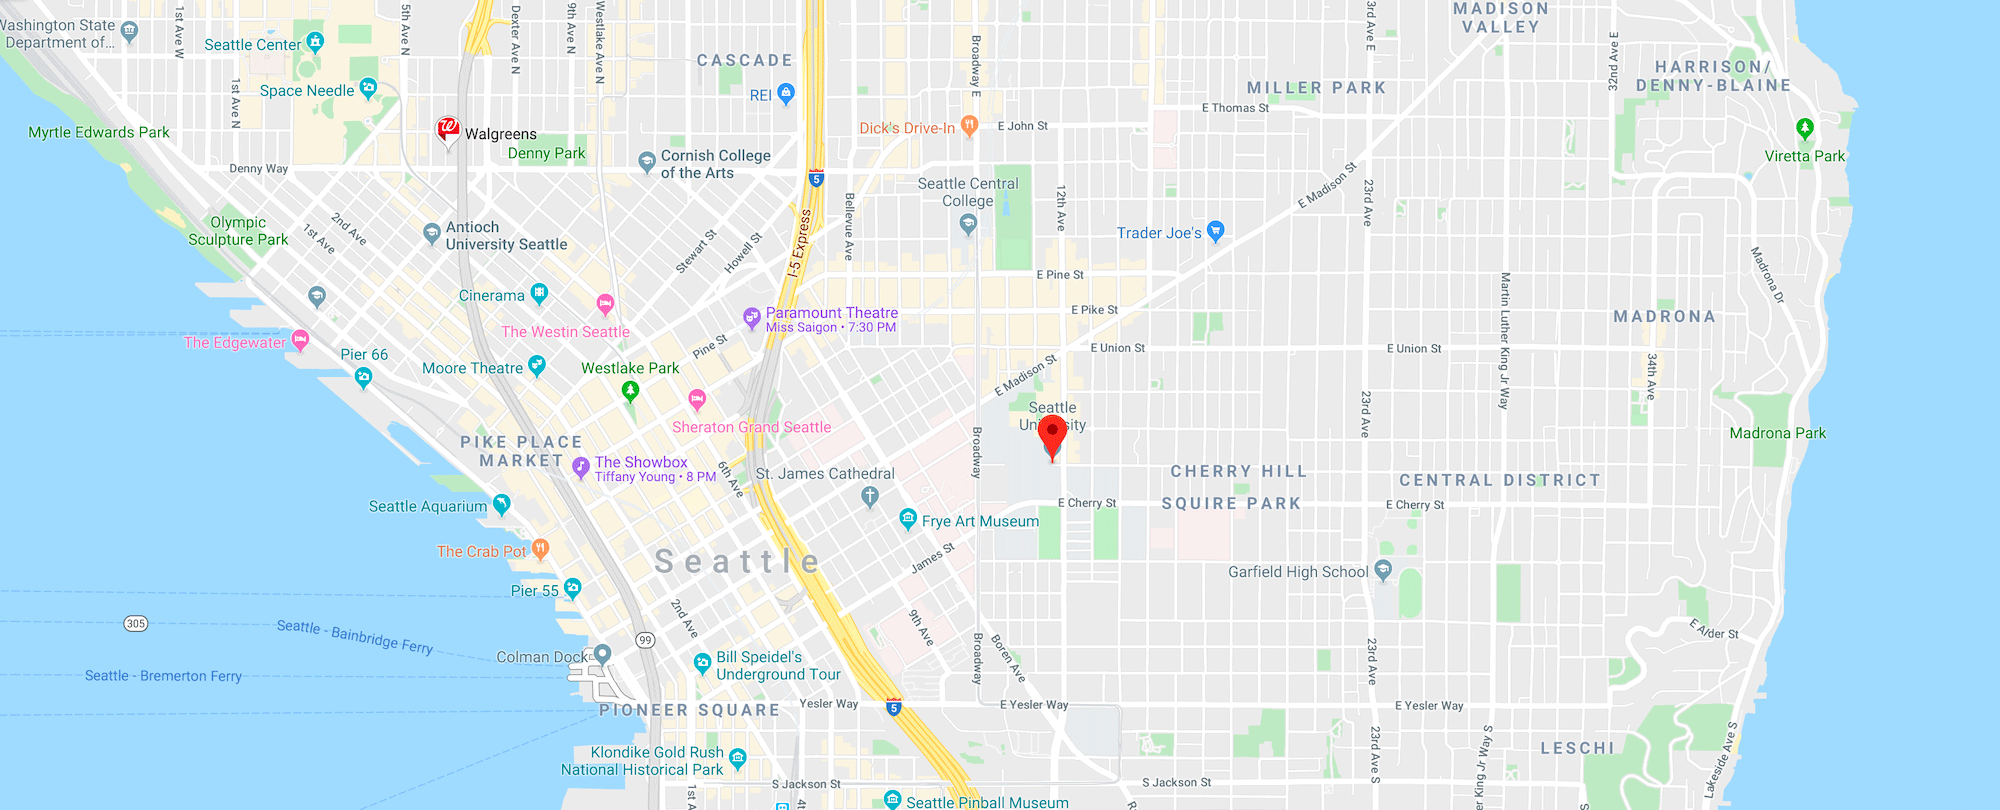 Washington State
Department of...
1st Ave W
5th Ave N
Dexter Ave N
9th Ave N
Westlake Ave N
Broadway E
3rd Ave E
MADISON
VALLEY
32nd Ave E
Seattle Center
CASCADE
HARRISON/
DENNY-BLAINE
Space Needle
1st Ave N
REI
MILLER PARK
E Thomas St
Myrtle Edwards Park
Walgreens
Dick's Drive-In
E John St
Denny Park
Viretta Park
Denny Way
Cornish College
of the Arts
5
Seattle Central
College
12th Ave
E Madison St
23rd Ave
Olympic
Sculpture Park
2nd Ave
1st Ave
Antioch
University Seattle
Stewart St
Howell St
I-5 Express
Bellevue Ave
Trader Joe's
Madrona Dr
E Pine St
Cinerama
The Westin Seattle
Paramount Theatre
Miss Saigon • 7:30 PM
E Pike St
Martin Luther King Jr Way
MADRONA
The Edgewater
Pier 66
Pine St
E Union St
E Union St
Moore Theatre
Westlake Park
E Madison St
34th Ave
Sheraton Grand Seattle
Seattle
University
23rd Ave
Madrona Park
PIKE PLACE
MARKET
Broadway
The Showbox
Tiffany Young • 8 PM
6th Ave
St. James Cathedral
CHERRY HILL
CENTRAL DISTRICT
Seattle Aquarium
E Cherry St
SQUIRE PARK
E Cherry St
Frye Art Museum
The Crab Pot
Seattle
James St
Garfield High School
Pier 55
305
Seattle - Bainbridge Ferry
2nd Ave
99
9th Ave
Broadway
Boren Ave
23rd Ave
E Alder St
Colman Dock
Bill Speidel's
Underground Tour
Seattle - Bremerton Ferry
PIONEER SQUARE
Yesler Way
5
E Yesler Way
E Yesler Way
Klondike Gold Rush
National Historical Park
23rd Ave S
King Jr Way S
LESCHI
Lakeside Ave S
1st A
S Jackson St
4t
Seattle Pinball Museum
S Jackson St
R